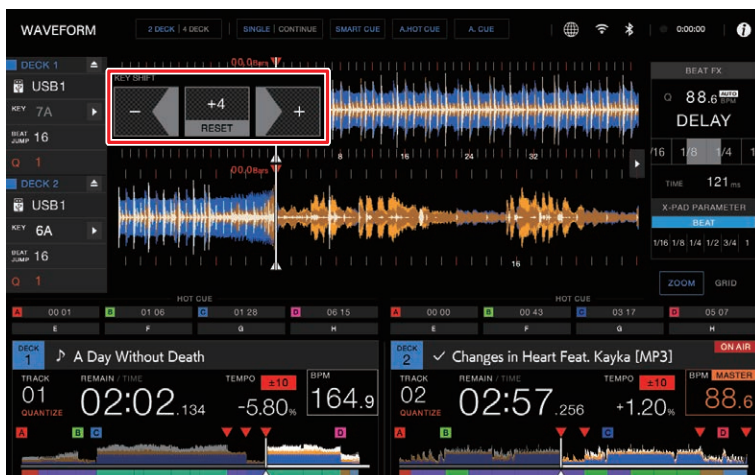 WAVEFORM
2 DECK | 4 DECK
SINGLE | CONTINUE
SMART CUE
A.HOT CUE
A. CUE
0:00:00
i
DECK 1
USB1
KEY 7A
BEAT JUMP 16
Q 1
00.0Bars
KEY SHIFT
− +4 +
RESET
8 16 24 32
DECK 2
USB1
KEY 6A
BEAT JUMP 16
Q 1
00.0Bars
16
BEAT FX
Q 88.6 AUTO BPM
DELAY
/16 1/8 1/4 1
TIME 121 ms
X-PAD PARAMETER
BEAT
1/16 1/8 1/4 1/2 3/4 1
ZOOM GRID
HOT CUE
A 00 01 B 01 06 C 01 28 D 06 15
E F G H
HOT CUE
A 00 00 B 00 43 C 03 17 D 05 07
E F G H
DECK 1
A Day Without Death
TRACK 01
QUANTIZE
REMAIN / TIME
02:02.134
TEMPO ±10
-5.80%
BPM
164.9
A B C D
DECK 2
Changes in Heart Feat. Kayka [MP3]
ON AIR
TRACK 02
QUANTIZE
REMAIN / TIME
02:57.256
TEMPO ±10
+1.20%
BPM MASTER
88.6
A B C D